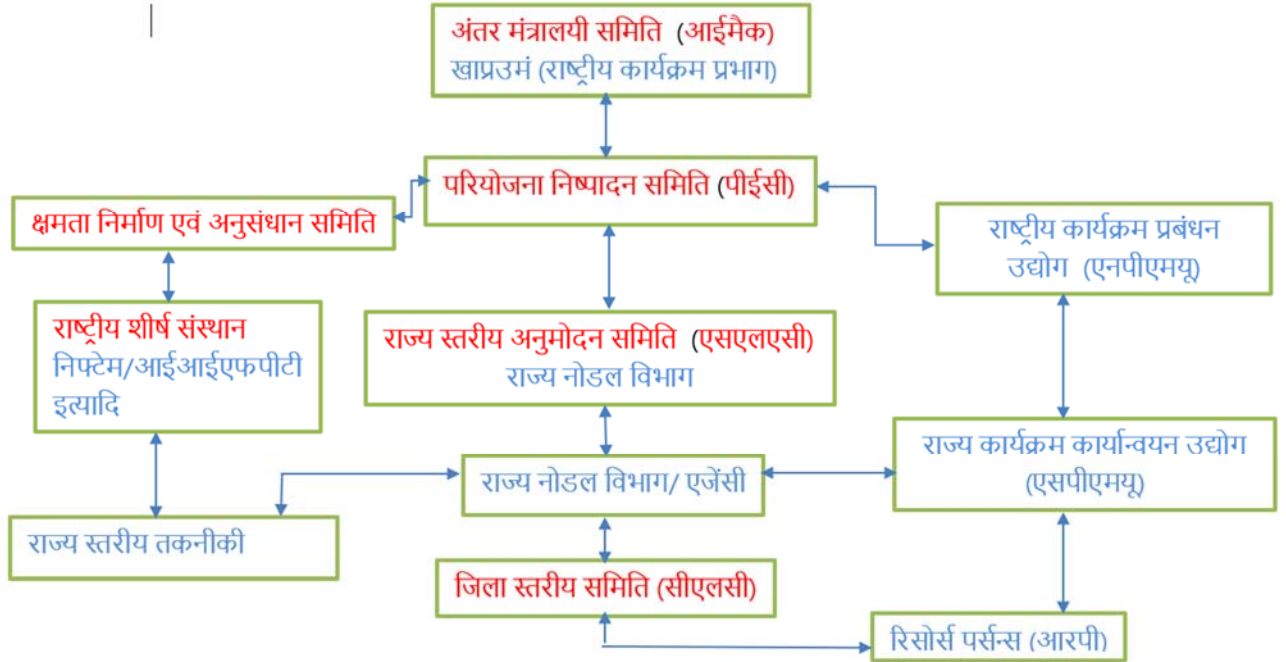 अंतर मंत्रालयी समिति (आईमैक)
खाप्रउमं (राष्ट्रीय कार्यक्रम प्रभाग)
परियोजना निष्पादन समिति (पीईसी)
क्षमता निर्माण एवं अनुसंधान समिति
राष्ट्रीय कार्यक्रम प्रबंधन
उद्योग (एनपीएमयू)
राष्ट्रीय शीर्ष संस्थान
निफ्टेम/आईआईएफपीटी
इत्यादि
राज्य स्तरीय अनुमोदन समिति (एसएलएसी)
राज्य नोडल विभाग
राज्य कार्यक्रम कार्यान्वयन उद्योग
(एसपीएमयू)
राज्य नोडल विभाग/ एजेंसी
राज्य स्तरीय तकनीकी
जिला स्तरीय समिति (सीएलसी)
रिसोर्स पर्सन्स (आरपी)